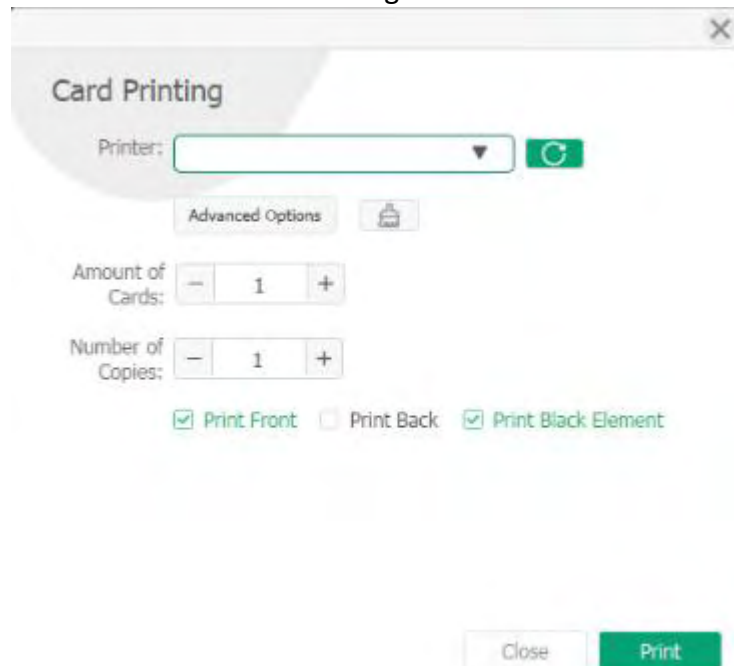 Card Printing
Printer:
Advanced Options
Amount of
Cards:
- 1 +
Number of
Copies:
- 1 +
Print Front Print Back Print Black Element
Close Print